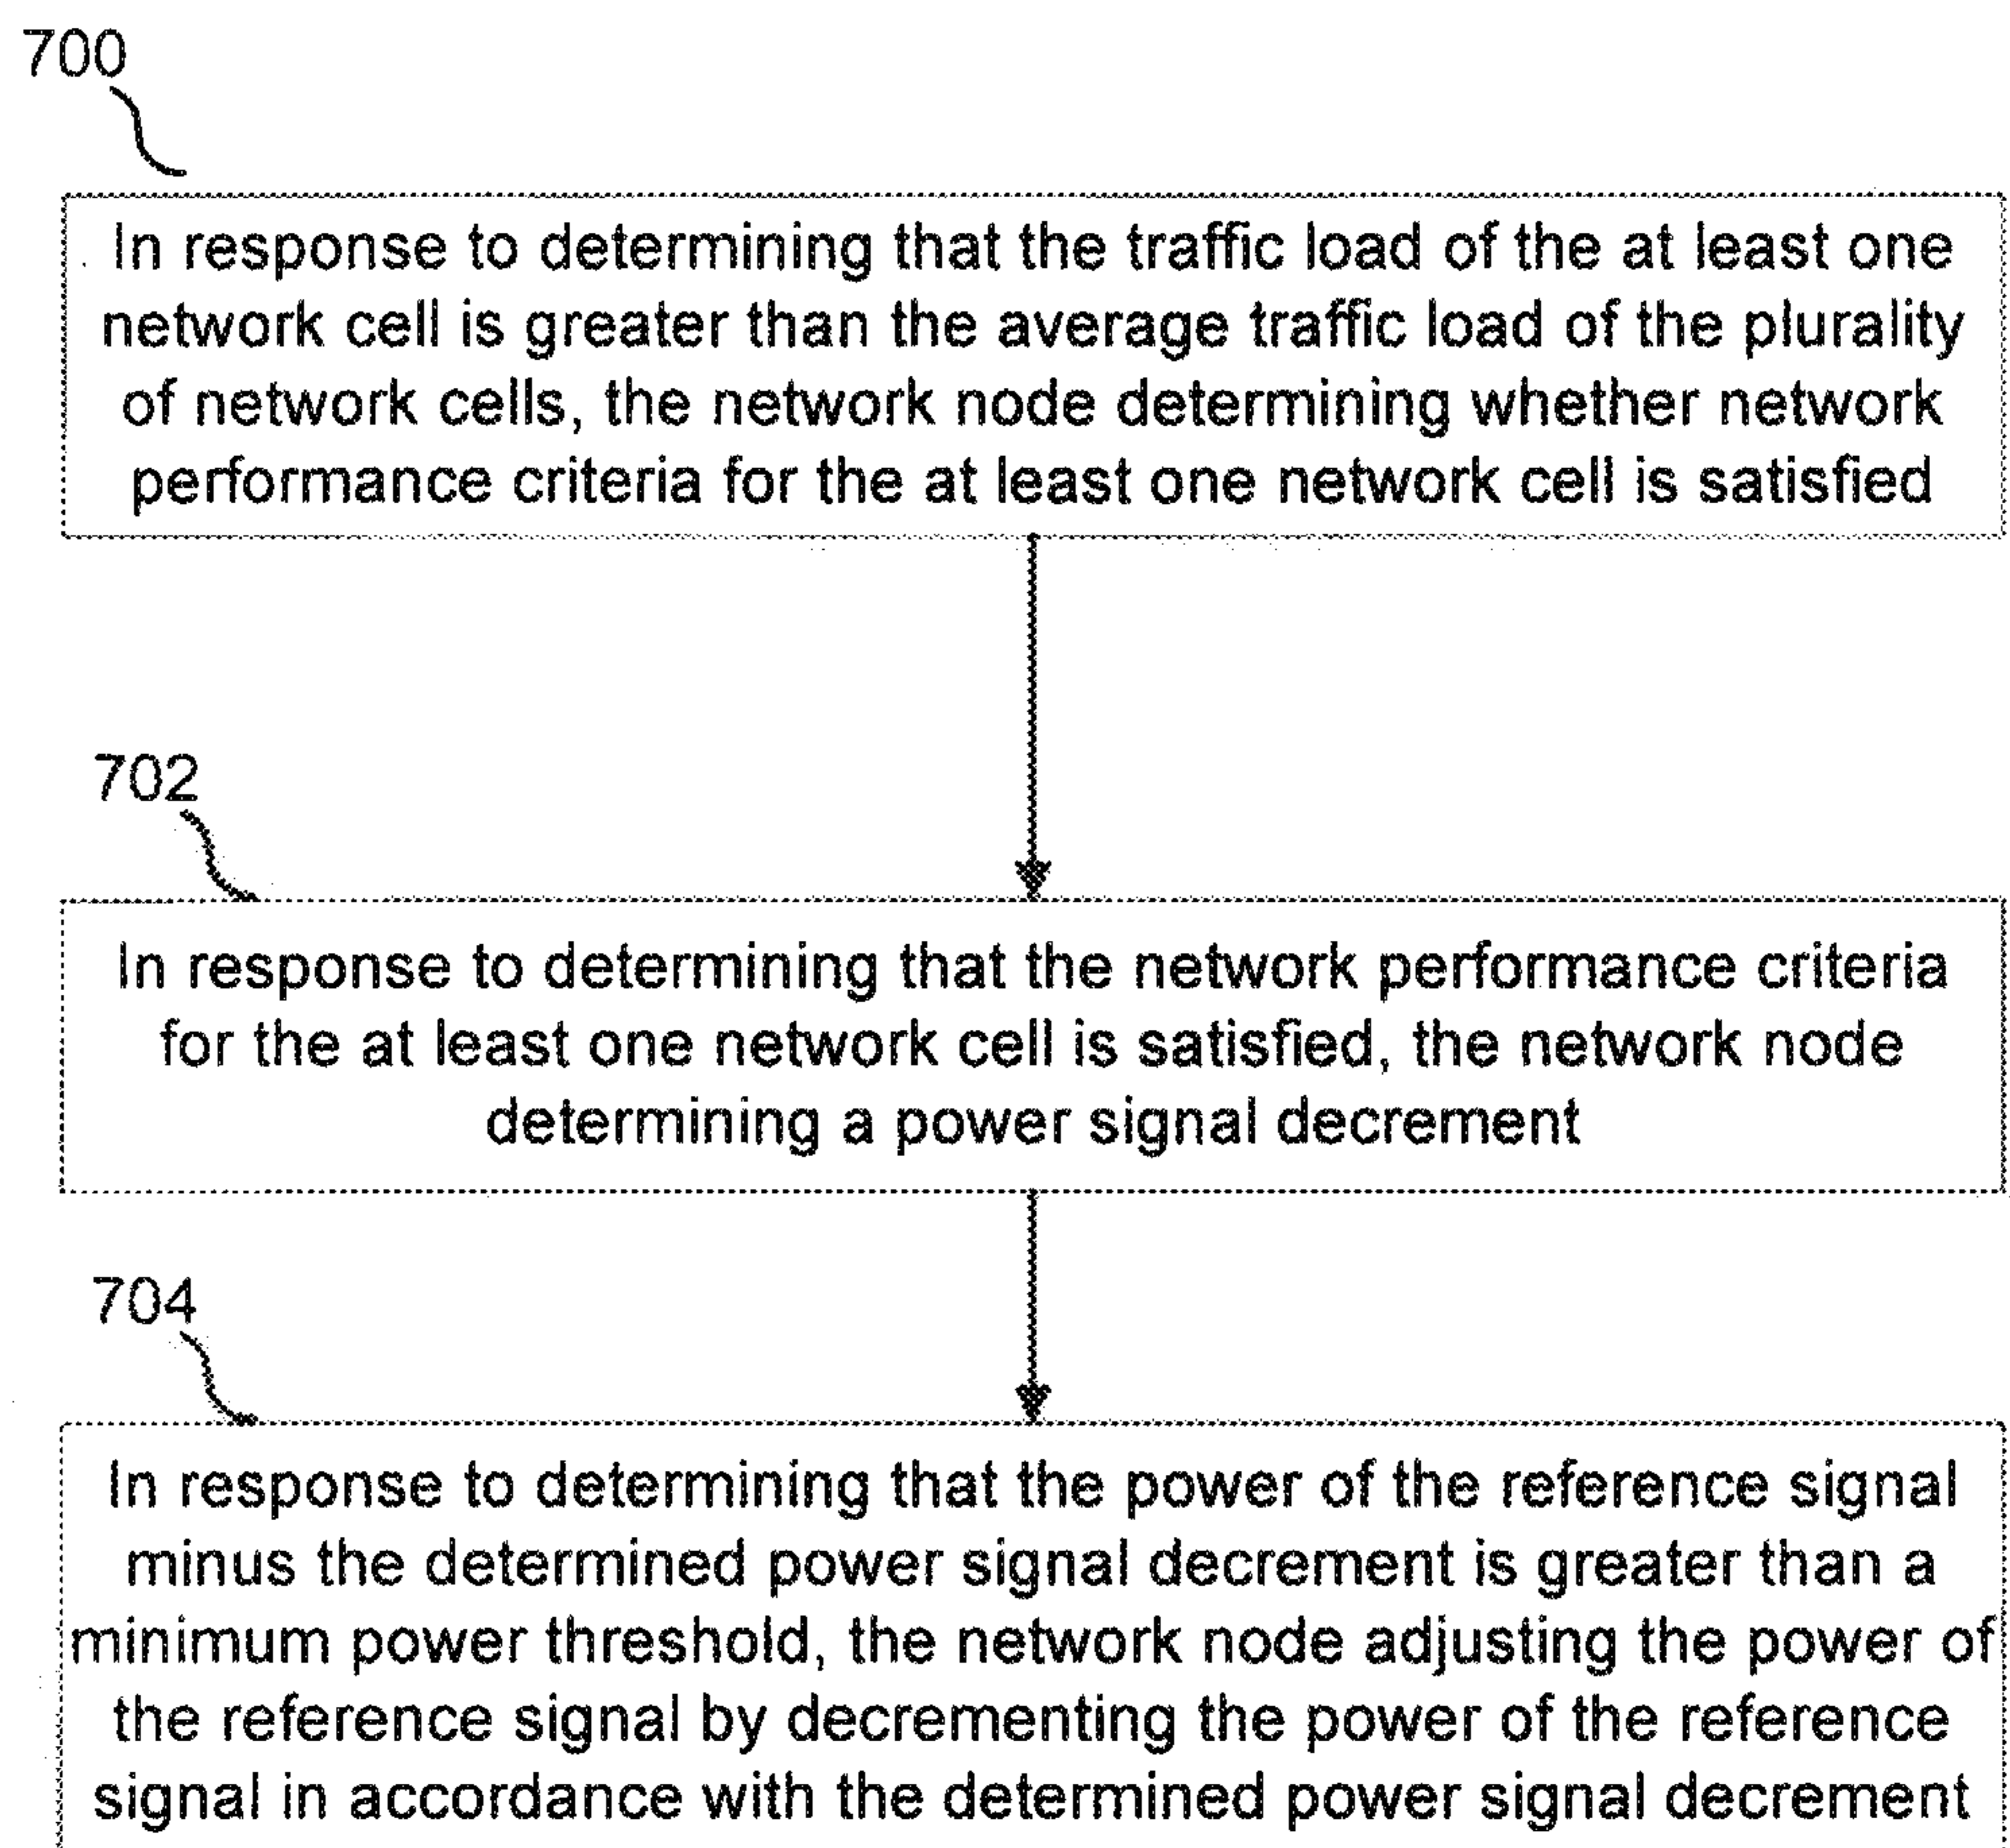 700
In response to determining that the traffic load of the at least one
network cell is greater than the average traffic load of the plurality
of network cells, the network node determining whether network
performance criteria for the at least one network cell is satisfied
702
In response to determining that the network performance criteria
for the at least one network cell is satisfied, the network node
determining a power signal decrement
704
In response to determining that the power of the reference signal
minus the determined power signal decrement is greater than a
minimum power threshold, the network node adjusting the power of
the reference signal by decrementing the power of the reference
signal in accordance with the determined power signal decrement